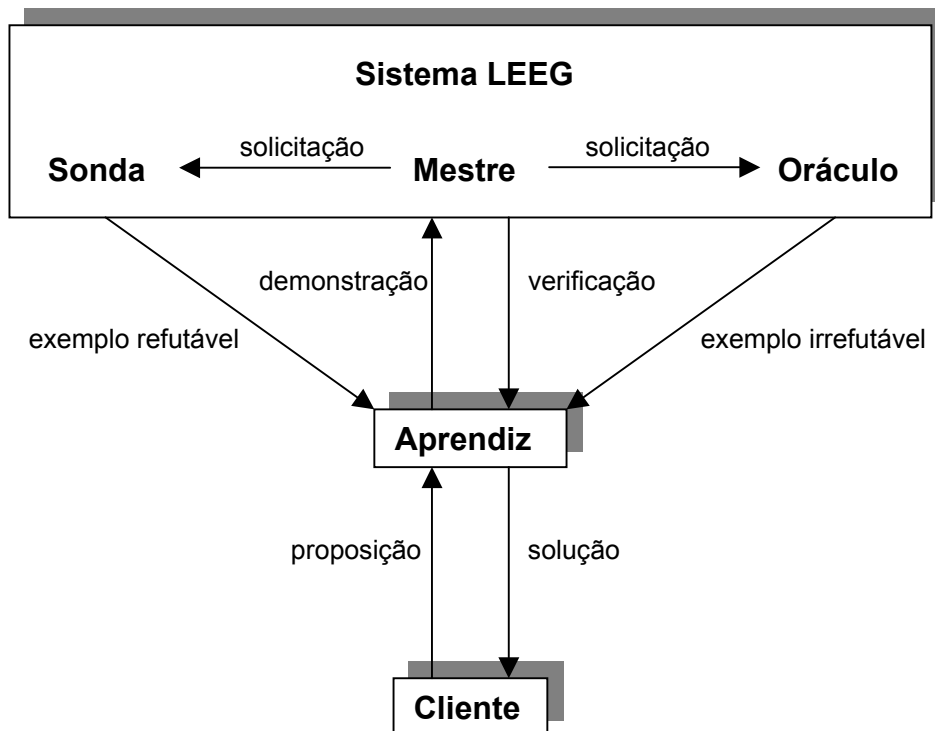 Sistema LEEG
solicitação solicitação
Sonda Mestre Oráculo
demonstração verificação
exemplo refutável exemplo irrefutável
Aprendiz
proposição solução
Cliente